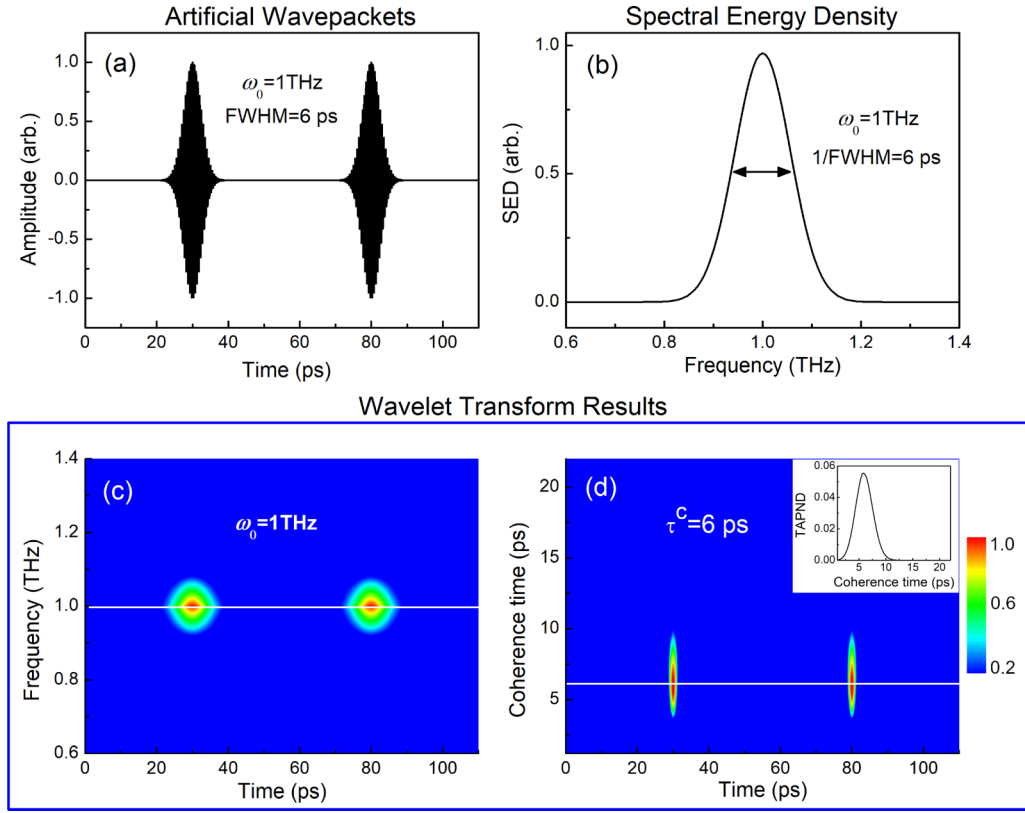 Artificial Wavepackets
(a)
ω₀=1THz
FWHM=6 ps
Amplitude (arb.)
1.0
0.5
0.0
-0.5
-1.0
0 20 40 60 80 100
Time (ps)
Spectral Energy Density
(b)
ω₀=1THz
1/FWHM=6 ps
SED (arb.)
1.0
0.5
0.0
0.6 0.8 1.0 1.2 1.4
Frequency (THz)
Wavelet Transform Results
(c)
ω₀=1THz
Frequency (THz)
1.4
1.2
1.0
0.8
0.6
0 20 40 60 80 100
Time (ps)
(d)
τᶜ=6 ps
Coherence time (ps)
20
15
10
5
0 20 40 60 80 100
Time (ps)
TAPND
0.06
0.04
0.02
0.00
5 10 15 20
Coherence time (ps)
1.0
0.8
0.6
0.4
0.2